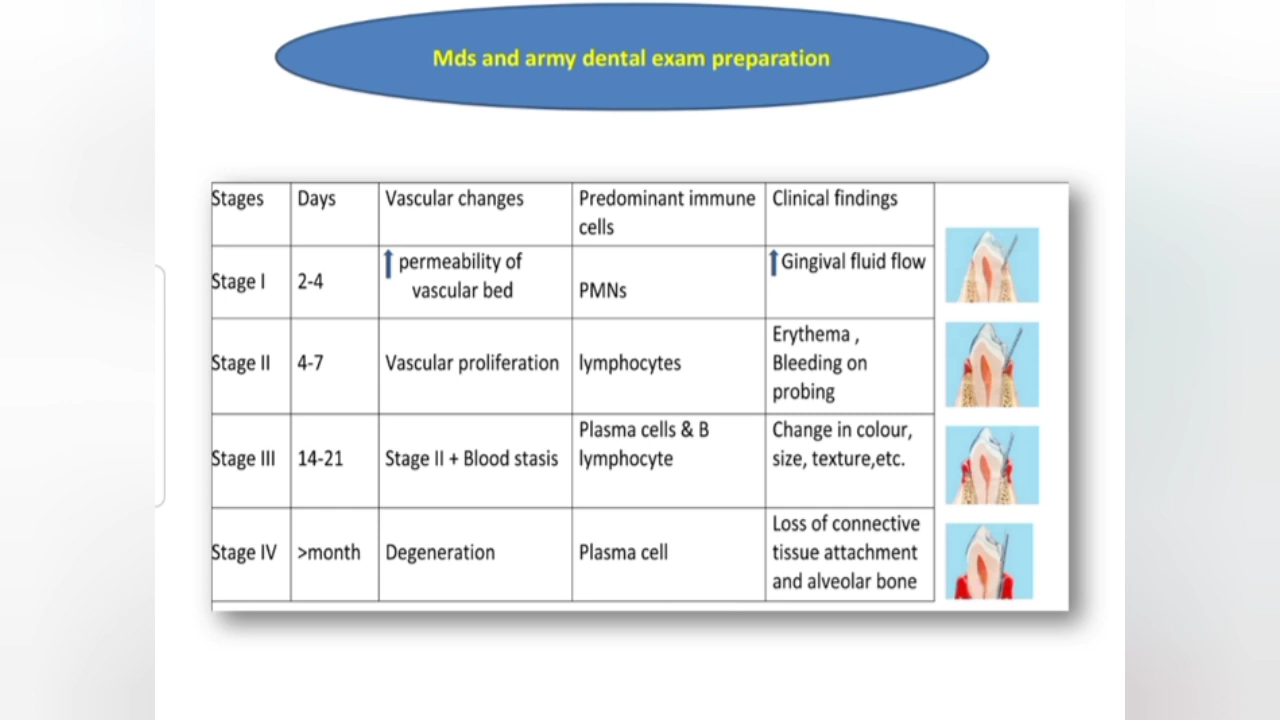 Mds and army dental exam preparation
Stages
Days
Vascular changes
Predominant immune
cells
Clinical findings
Stage I
2-4
permeability of
vascular bed
PMNs
Gingival fluid flow
Stage II
4-7
Vascular proliferation
lymphocytes
Erythema ,
Bleeding on
probing
Stage III
14-21
Stage II + Blood stasis
Plasma cells & B
lymphocyte
Change in colour,
size, texture,etc.
Stage IV
>month
Degeneration
Plasma cell
Loss of connective
tissue attachment
and alveolar bone